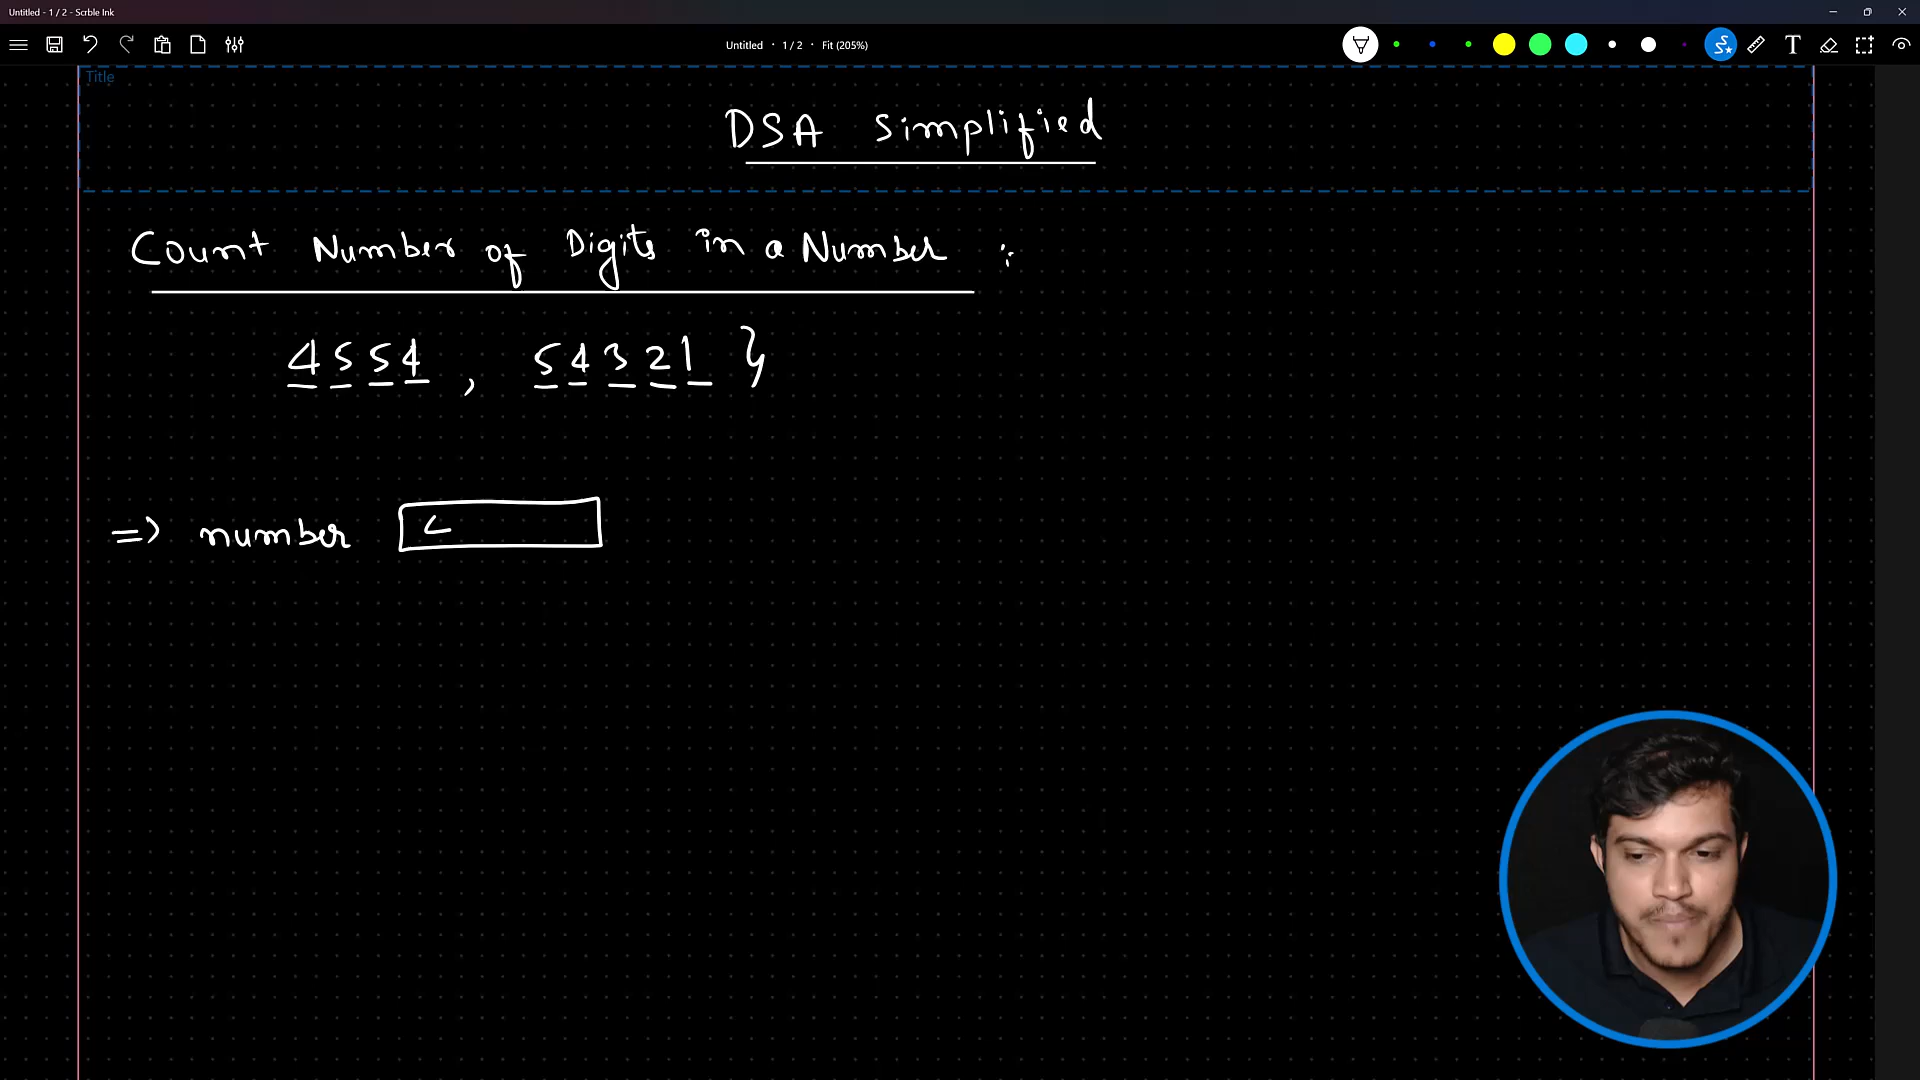 Untitled - 1 / 2 - Scrble Ink
Untitled · 1 / 2 · Fit (205%)
T
Title
DSA Simplified
Count Number of Digits in a Number :
4554 , 54321 }
=> number